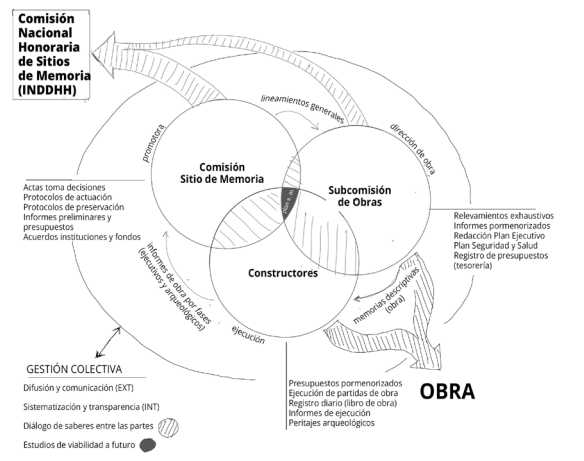 Comisión
Nacional
Honoraria
de Sitios
de Memoria
(INDDHH)
lineamientos generales
promotora
dirección de obra
Comisión
Sitio de Memoria
Subcomisión
de Obras
Constructores
Actas toma decisiones
Protocolos de actuación
Protocolos de preservación
Informes preliminares y
presupuestos
Acuerdos instituciones y fondos
Relevamientos exhaustivos
Informes pormenorizados
Redacción Plan Ejecutivo
Plan Seguridad y Salud
Registro de presupuestos
(tesorería)
informes de obra por fases
(ejecutivos y arqueológicos)
memorias descriptivas
(obra)
ejecución
GESTIÓN COLECTIVA
Difusión y comunicación (EXT)
Sistematización y transparencia (INT)
Diálogo de saberes entre las partes
Estudios de viabilidad a futuro
Presupuestos pormenorizados
Ejecución de partidas de obra
Registro diario (libro de obra)
Informes de ejecución
Peritajes arqueológicos
OBRA